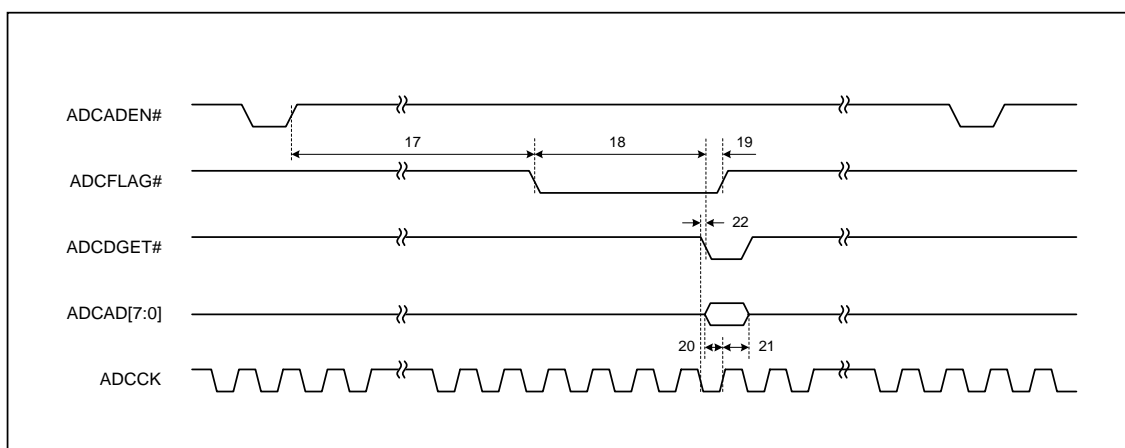 ADCADEN#
17
18
19
ADCFLAG#
22
ADCDGET#
ADCAD[7:0]
20
21
ADCCK